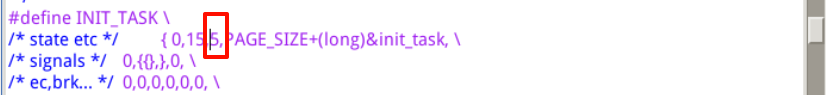 #define INIT_TASK \
/* state etc */ { 0,15,5,PAGE_SIZE+(long)&init_task, \
/* signals */ 0,{{},},0, \
/* ec,brk... */ 0,0,0,0,0,0, \